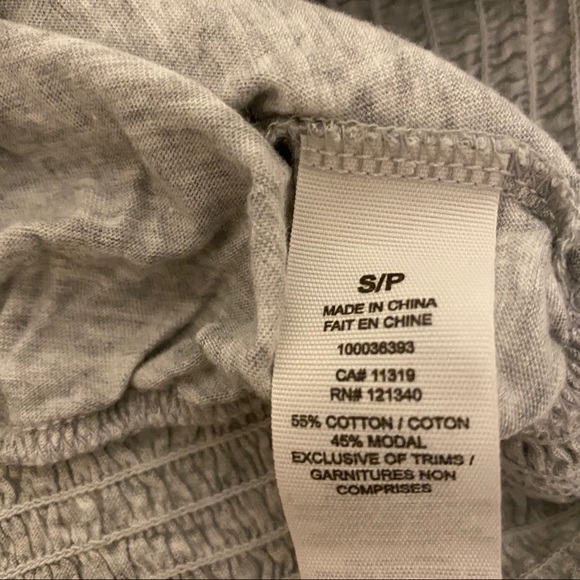 S/P
MADE IN CHINA
FAIT EN CHINE
100036393
CA# 11319
RN# 121340
55% COTTON / COTON
45% MODAL
EXCLUSIVE OF TRIMS /
GARNITURES NON
COMPRISES